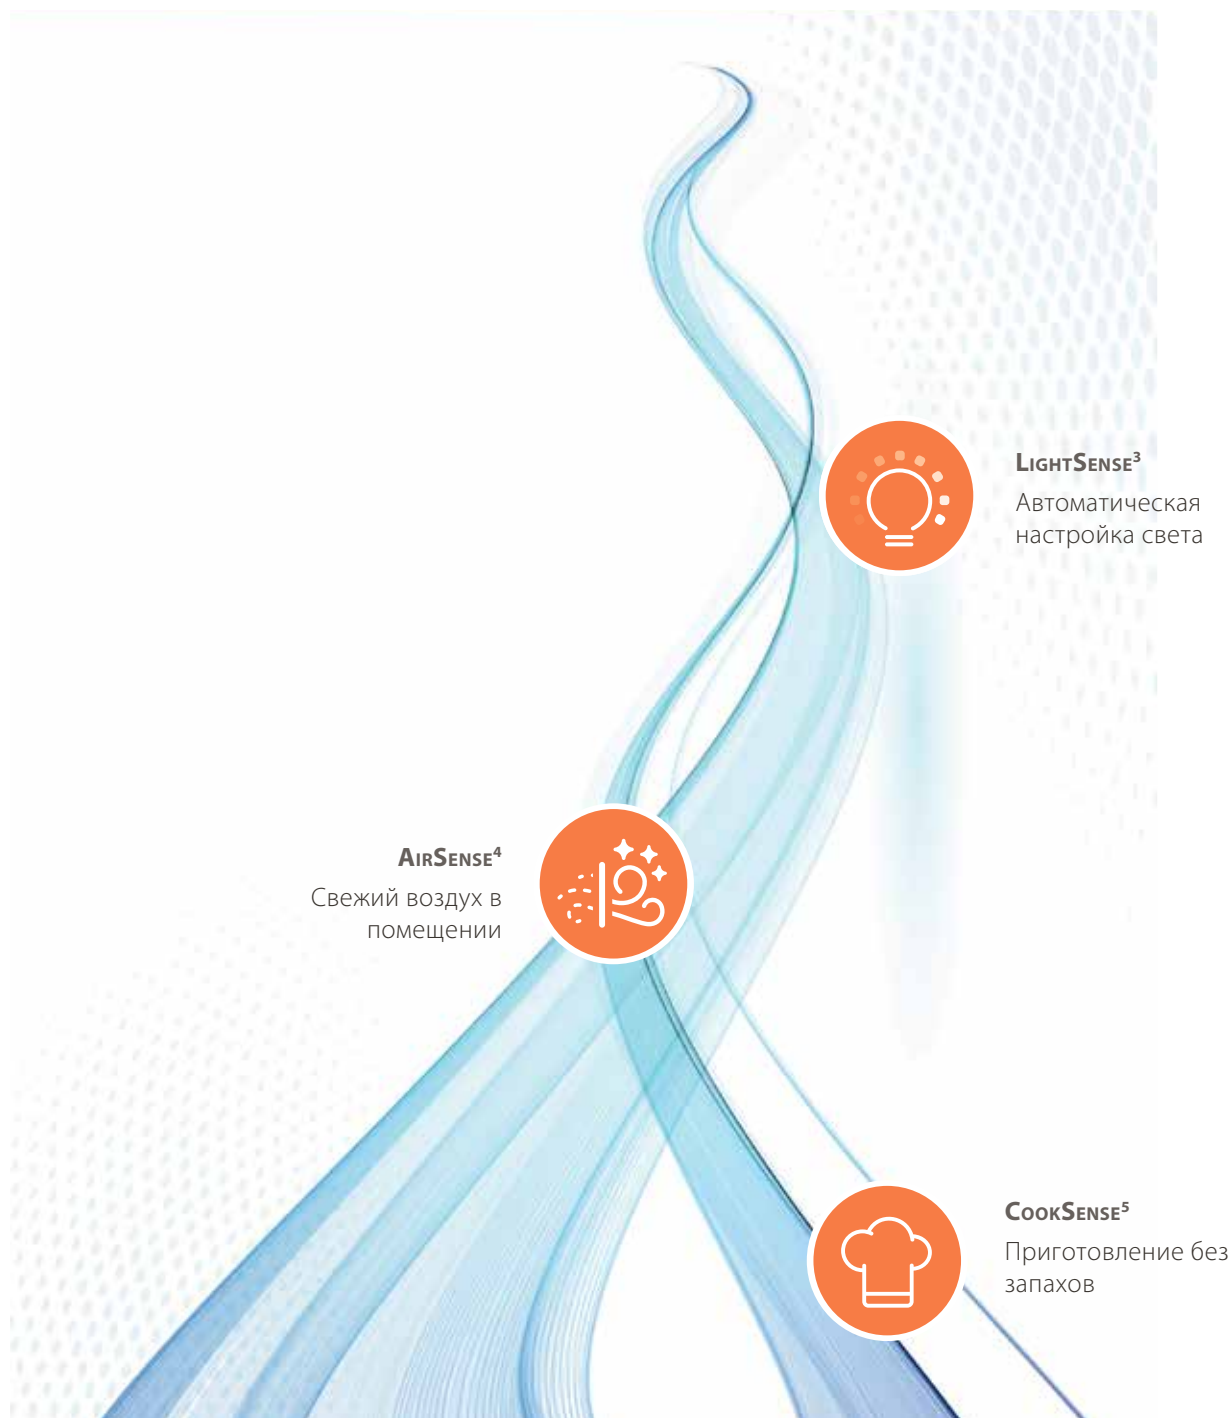 LightSense³
Автоматическая
настройка света
AirSense⁴
Свежий воздух в
помещении
CookSense⁵
Приготовление без
запахов